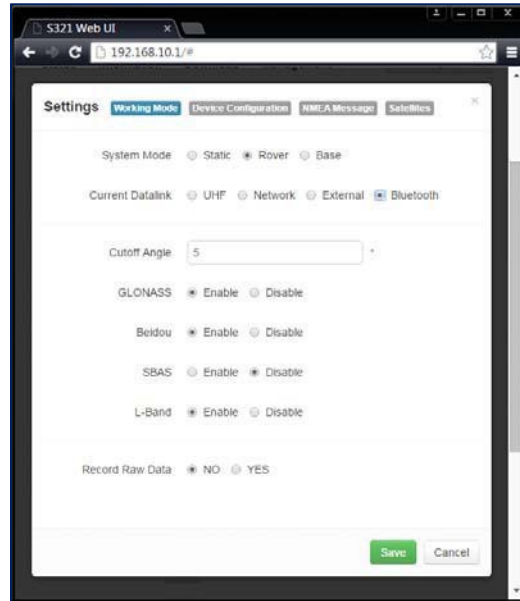 S321 Web UI
192.168.10.1/#
Settings Working Mode Device Configuration NMEA Message Satellites
System Mode Static Rover Base
Current Datalink UHF Network External Bluetooth
Cutoff Angle 5 °
GLONASS Enable Disable
Beidou Enable Disable
SBAS Enable Disable
L-Band Enable Disable
Record Raw Data NO YES
Save Cancel